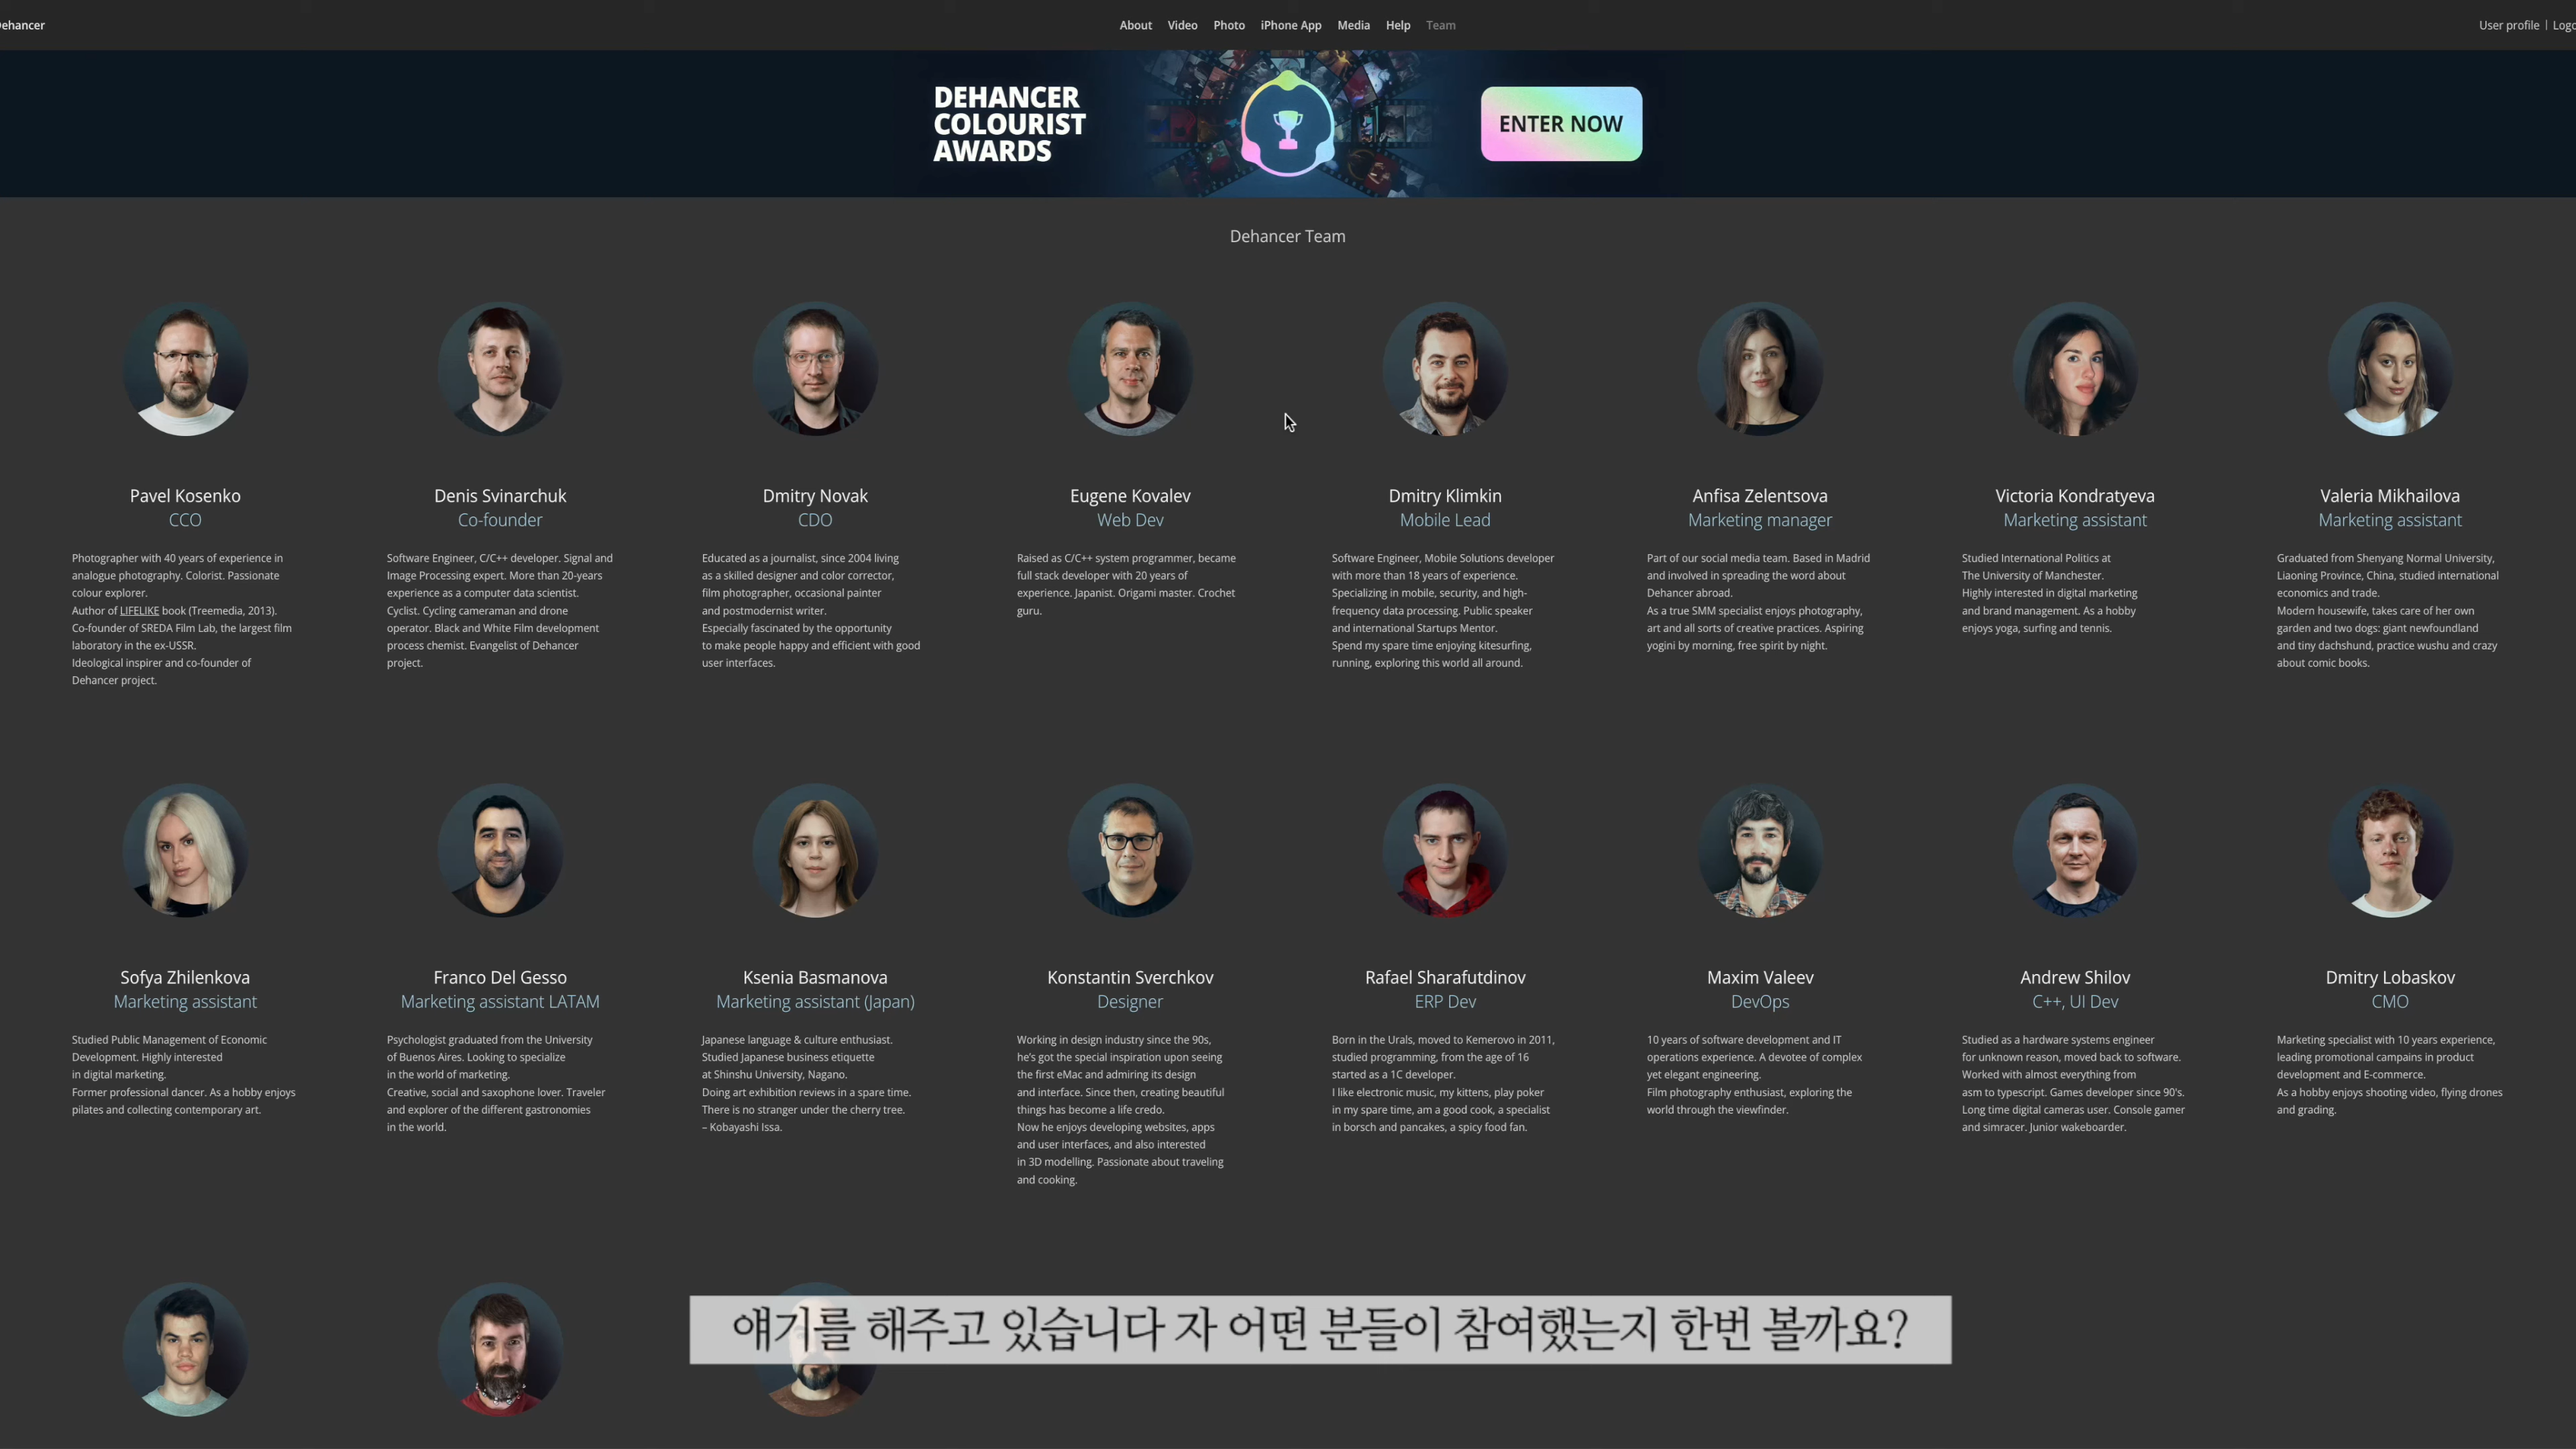 Dehancer
About Video Photo iPhone App Media Help Team
User profile | Logo
DEHANCER
COLOURIST
AWARDS
ENTER NOW
Dehancer Team
Pavel Kosenko
CCO
Photographer with 40 years of experience in
analogue photography. Colorist. Passionate
colour explorer.
Author of LIFELIKE book (Treemedia, 2013).
Co-founder of SREDA Film Lab, the largest film
laboratory in the ex-USSR.
Ideological inspirer and co-founder of
Dehancer project.
Denis Svinarchuk
Co-founder
Software Engineer, C/C++ developer. Signal and
Image Processing expert. More than 20-years
experience as a computer data scientist.
Cyclist. Cycling cameraman and drone
operator. Black and White Film development
process chemist. Evangelist of Dehancer
project.
Dmitry Novak
CDO
Educated as a journalist, since 2004 living
as a skilled designer and color corrector,
film photographer, occasional painter
and postmodernist writer.
Especially fascinated by the opportunity
to make people happy and efficient with good
user interfaces.
Eugene Kovalev
Web Dev
Raised as C/C++ system programmer, became
full stack developer with 20 years of
experience. Japanist. Origami master. Crochet
guru.
Dmitry Klimkin
Mobile Lead
Software Engineer, Mobile Solutions developer
with more than 18 years of experience.
Specializing in mobile, security, and high-
frequency data processing. Public speaker
and international Startups Mentor.
Spend my spare time enjoying kitesurfing,
running, exploring this world all around.
Anfisa Zelentsova
Marketing manager
Part of our social media team. Based in Madrid
and involved in spreading the word about
Dehancer abroad.
As a true SMM specialist enjoys photography,
art and all sorts of creative practices. Aspiring
yogini by morning, free spirit by night.
Victoria Kondratyeva
Marketing assistant
Studied International Politics at
The University of Manchester.
Highly interested in digital marketing
and brand management. As a hobby
enjoys yoga, surfing and tennis.
Valeria Mikhailova
Marketing assistant
Graduated from Shenyang Normal University,
Liaoning Province, China, studied international
economics and trade.
Modern housewife, takes care of her own
garden and two dogs: giant newfoundland
and tiny dachshund, practice wushu and crazy
about comic books.
Sofya Zhilenkova
Marketing assistant
Studied Public Management of Economic
Development. Highly interested
in digital marketing.
Former professional dancer. As a hobby enjoys
pilates and collecting contemporary art.
Franco Del Gesso
Marketing assistant LATAM
Psychologist graduated from the University
of Buenos Aires. Looking to specialize
in the world of marketing.
Creative, social and saxophone lover. Traveler
and explorer of the different gastronomies
in the world.
Ksenia Basmanova
Marketing assistant (Japan)
Japanese language & culture enthusiast.
Studied Japanese business etiquette
at Shinshu University, Nagano.
Doing art exhibition reviews in a spare time.
There is no stranger under the cherry tree.
– Kobayashi Issa.
Konstantin Sverchkov
Designer
Working in design industry since the 90s,
he's got the special inspiration upon seeing
the first eMac and admiring its design
and interface. Since then, creating beautiful
things has become a life credo.
Now he enjoys developing websites, apps
and user interfaces, and also interested
in 3D modelling. Passionate about traveling
and cooking.
Rafael Sharafutdinov
ERP Dev
Born in the Urals, moved to Kemerovo in 2011,
studied programming, from the age of 16
started as a 1C developer.
I like electronic music, my kittens, play poker
in my spare time, am a good cook, a specialist
in borsch and pancakes, a spicy food fan.
Maxim Valeev
DevOps
10 years of software development and IT
operations experience. A devotee of complex
yet elegant engineering.
Film photography enthusiast, exploring the
world through the viewfinder.
Andrew Shilov
C++, UI Dev
Studied as a hardware systems engineer
for unknown reason, moved back to software.
Worked with almost everything from
asm to typescript. Games developer since 90's.
Long time digital cameras user. Console gamer
and simracer. Junior wakeboarder.
Dmitry Lobaskov
CMO
Marketing specialist with 10 years experience,
leading promotional campains in product
development and E-commerce.
As a hobby enjoys shooting video, flying drones
and grading.
얘기를 해주고 있습니다 자 어떤 분들이 참여했는지 한번 볼까요?